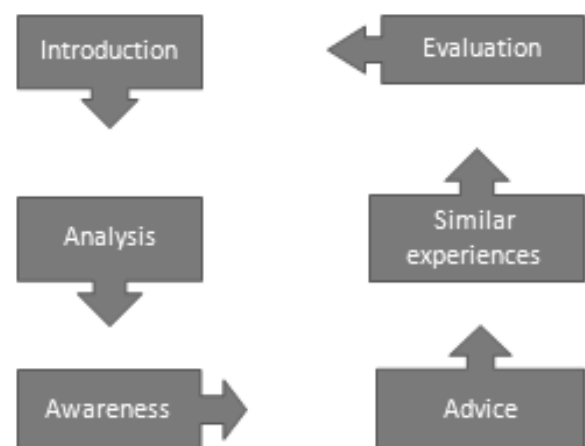 Introduction
Analysis
Awareness
Advice
Similar
experiences
Evaluation